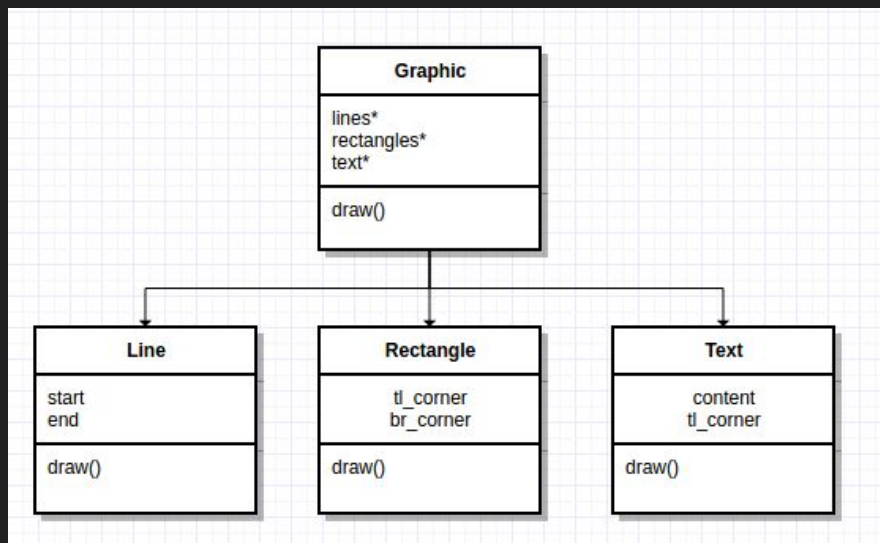 Graphic
lines*
rectangles*
text*
draw()
Line
start
end
draw()
Rectangle
tl_corner
br_corner
draw()
Text
content
tl_corner
draw()